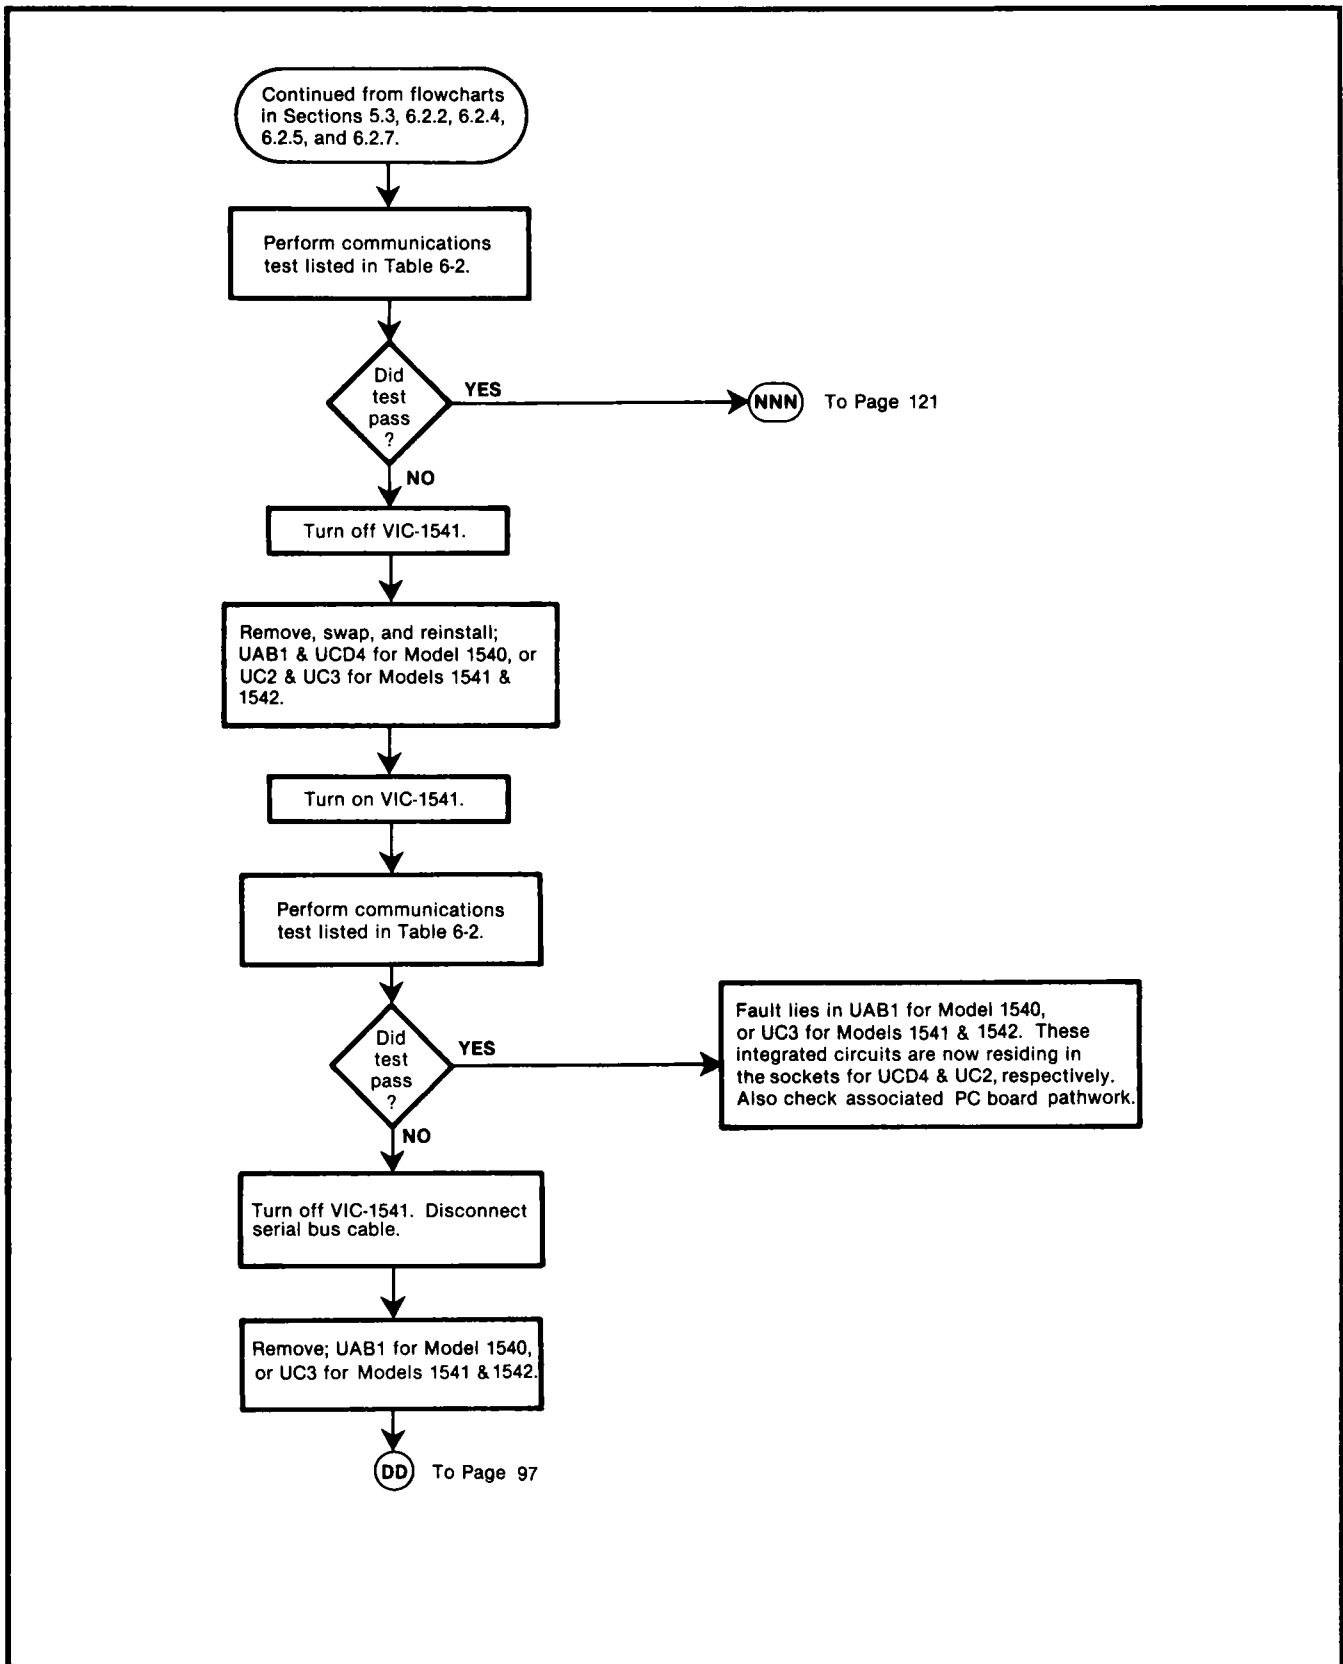 Continued from flowcharts
in Sections 5.3, 6.2.2, 6.2.4,
6.2.5, and 6.2.7.
Perform communications
test listed in Table 6-2.
Did
test
pass
?
YES
NNN To Page 121
NO
Turn off VIC-1541.
Remove, swap, and reinstall;
UAB1 & UCD4 for Model 1540, or
UC2 & UC3 for Models 1541 &
1542.
Turn on VIC-1541.
Perform communications
test listed in Table 6-2.
Did
test
pass
?
YES
Fault lies in UAB1 for Model 1540,
or UC3 for Models 1541 & 1542. These
integrated circuits are now residing in
the sockets for UCD4 & UC2, respectively.
Also check associated PC board pathwork.
NO
Turn off VIC-1541. Disconnect
serial bus cable.
Remove; UAB1 for Model 1540,
or UC3 for Models 1541 & 1542.
DD To Page 97